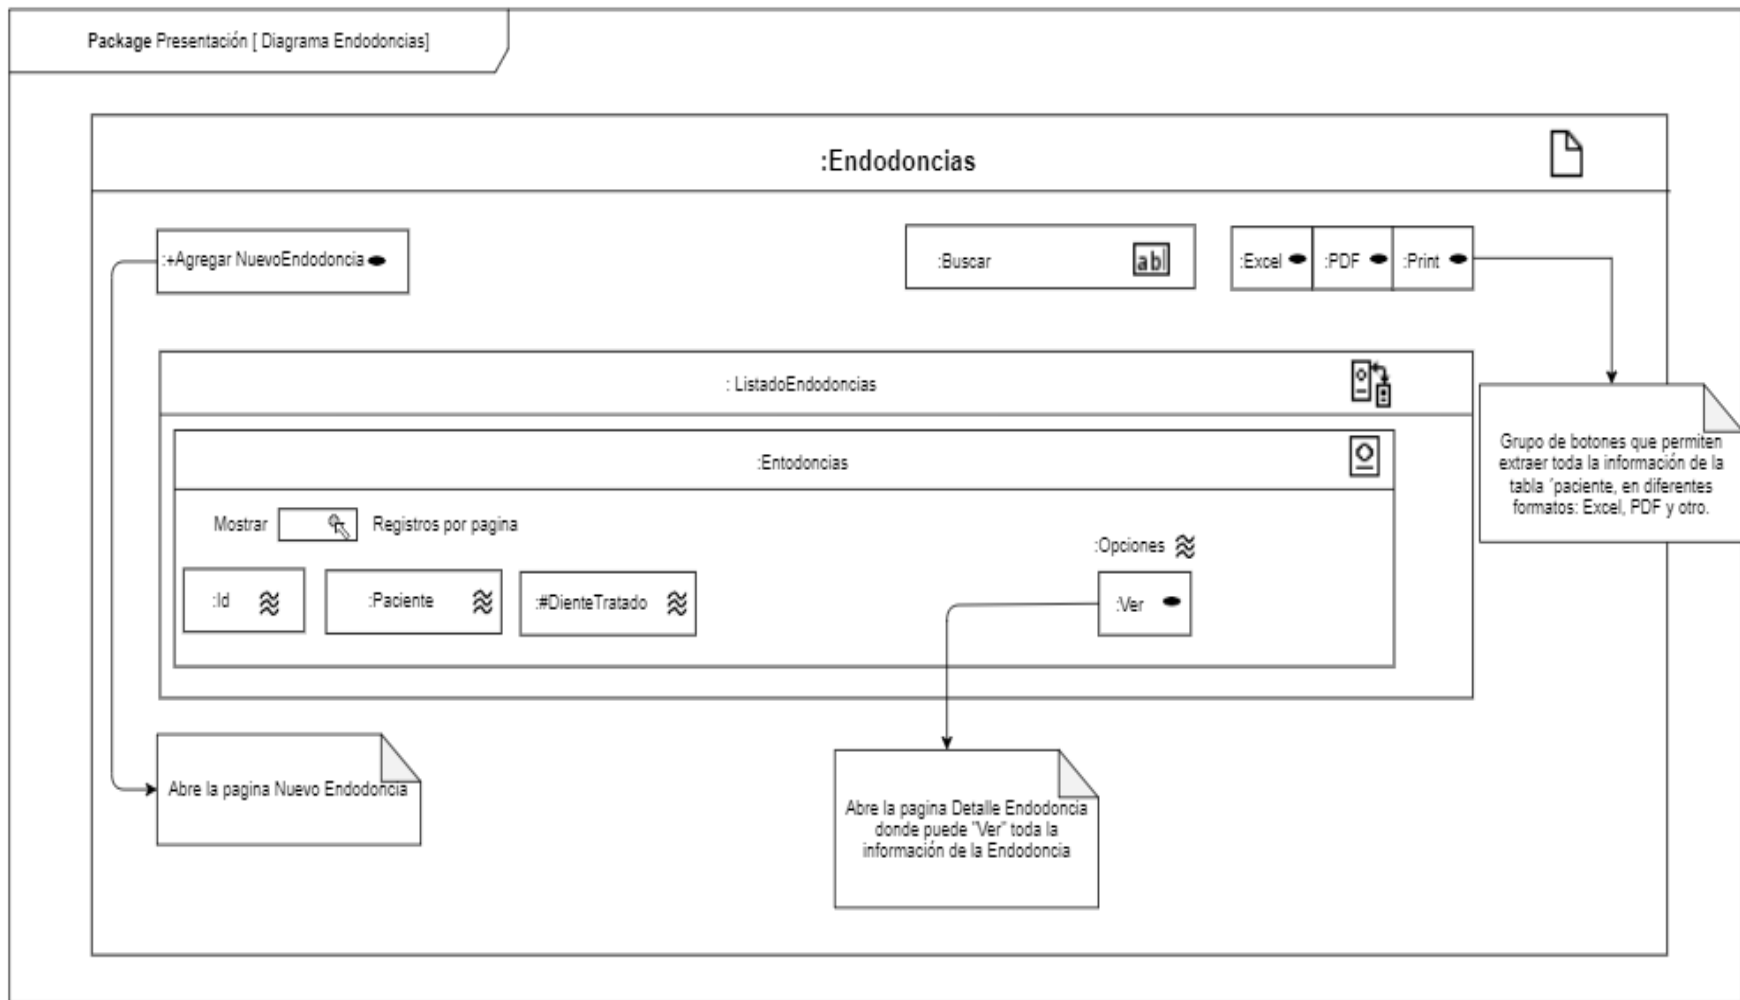 Package Presentación [ Diagrama Endodoncias]
:Endodoncias
:+Agregar NuevoEndodoncia
:Buscar
ab
:Excel
:PDF
:Print
: ListadoEndodoncias
:Entodoncias
Mostrar
Registros por pagina
:Opciones
:Id
:Paciente
:#DienteTratado
:Ver
Grupo de botones que permiten
extraer toda la información de la
tabla ´paciente, en diferentes
formatos: Excel, PDF y otro.
Abre la pagina Nuevo Endodoncia
Abre la pagina Detalle Endodoncia
donde puede "Ver" toda la
información de la Endodoncia